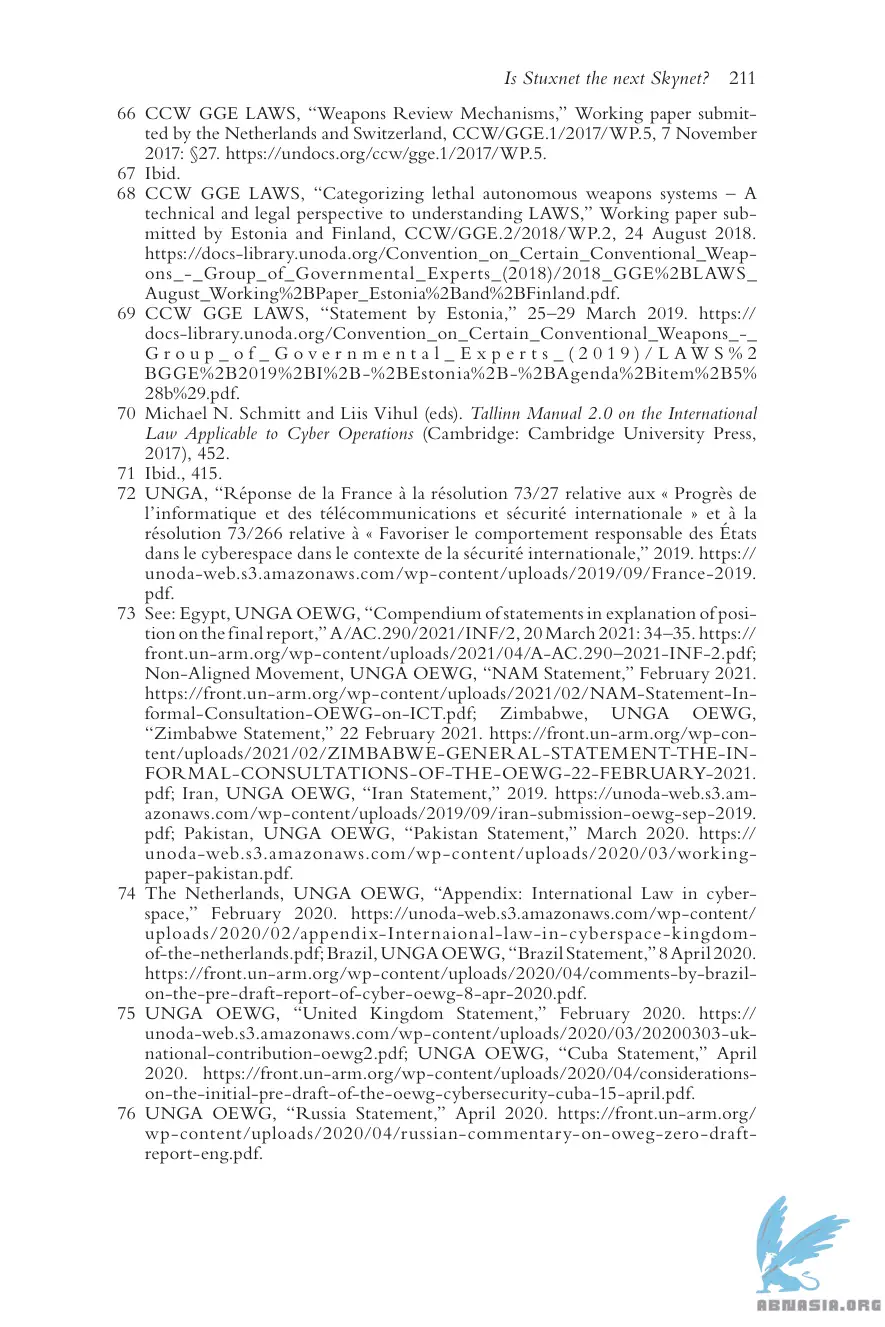 Is Stuxnet the next Skynet? 211
66 CCW GGE LAWS, “Weapons Review Mechanisms,” Working paper submit-
ted by the Netherlands and Switzerland, CCW/GGE.1/2017/WP.5, 7 November
2017: §27. https://undocs.org/ccw/gge.1/2017/WP.5.
67 Ibid.
68 CCW GGE LAWS, “Categorizing lethal autonomous weapons systems – A
technical and legal perspective to understanding LAWS,” Working paper sub-
mitted by Estonia and Finland, CCW/GGE.2/2018/WP.2, 24 August 2018.
https://docs-library.unoda.org/Convention_on_Certain_Conventional_Weap-
ons_-_Group_of_Governmental_Experts_(2018)/2018_GGE%2BLAWS_
August_Working%2BPaper_Estonia%2Band%2BFinland.pdf.
69 CCW GGE LAWS, “Statement by Estonia,” 25–29 March 2019. https://
docs-library.unoda.org/Convention_on_Certain_Conventional_Weapons_-_
Group_of_Governmental_Experts_(2019)/LAWS%2
BGGE%2B2019%2BI%2B-%2BEstonia%2B-%2BAgenda%2Bitem%2B5%
28b%29.pdf.
70 Michael N. Schmitt and Liis Vihul (eds). Tallinn Manual 2.0 on the International
Law Applicable to Cyber Operations (Cambridge: Cambridge University Press,
2017), 452.
71 Ibid., 415.
72 UNGA, “Réponse de la France à la résolution 73/27 relative aux « Progrès de
l’informatique et des télécommunications et sécurité internationale » et à la
résolution 73/266 relative à « Favoriser le comportement responsable des États
dans le cyberespace dans le contexte de la sécurité internationale,” 2019. https://
unoda-web.s3.amazonaws.com/wp-content/uploads/2019/09/France-2019.
pdf.
73 See: Egypt, UNGA OEWG, “Compendium of statements in explanation of posi-
tion on the final report,” A/AC.290/2021/INF/2, 20 March 2021: 34–35. https://
front.un-arm.org/wp-content/uploads/2021/04/A-AC.290–2021-INF-2.pdf;
Non-Aligned Movement, UNGA OEWG, “NAM Statement,” February 2021.
https://front.un-arm.org/wp-content/uploads/2021/02/NAM-Statement-In-
formal-Consultation-OEWG-on-ICT.pdf; Zimbabwe, UNGA OEWG,
“Zimbabwe Statement,” 22 February 2021. https://front.un-arm.org/wp-con-
tent/uploads/2021/02/ZIMBABWE-GENERAL-STATEMENT-THE-IN-
FORMAL-CONSULTATIONS-OF-THE-OEWG-22-FEBRUARY-2021.
pdf; Iran, UNGA OEWG, “Iran Statement,” 2019. https://unoda-web.s3.am-
azonaws.com/wp-content/uploads/2019/09/iran-submission-oewg-sep-2019.
pdf; Pakistan, UNGA OEWG, “Pakistan Statement,” March 2020. https://
unoda-web.s3.amazonaws.com/wp-content/uploads/2020/03/working-
paper-pakistan.pdf.
74 The Netherlands, UNGA OEWG, “Appendix: International Law in cyber-
space,” February 2020. https://unoda-web.s3.amazonaws.com/wp-content/
uploads/2020/02/appendix-Internaional-law-in-cyberspace-kingdom-
of-the-netherlands.pdf; Brazil, UNGA OEWG, “Brazil Statement,” 8 April 2020.
https://front.un-arm.org/wp-content/uploads/2020/04/comments-by-brazil-
on-the-pre-draft-report-of-cyber-oewg-8-apr-2020.pdf.
75 UNGA OEWG, “United Kingdom Statement,” February 2020. https://
unoda-web.s3.amazonaws.com/wp-content/uploads/2020/03/20200303-uk-
national-contribution-oewg2.pdf; UNGA OEWG, “Cuba Statement,” April
2020. https://front.un-arm.org/wp-content/uploads/2020/04/considerations-
on-the-initial-pre-draft-of-the-oewg-cybersecurity-cuba-15-april.pdf.
76 UNGA OEWG, “Russia Statement,” April 2020. https://front.un-arm.org/
wp-content/uploads/2020/04/russian-commentary-on-oweg-zero-draft-
report-eng.pdf.
ABNASIA.ORG